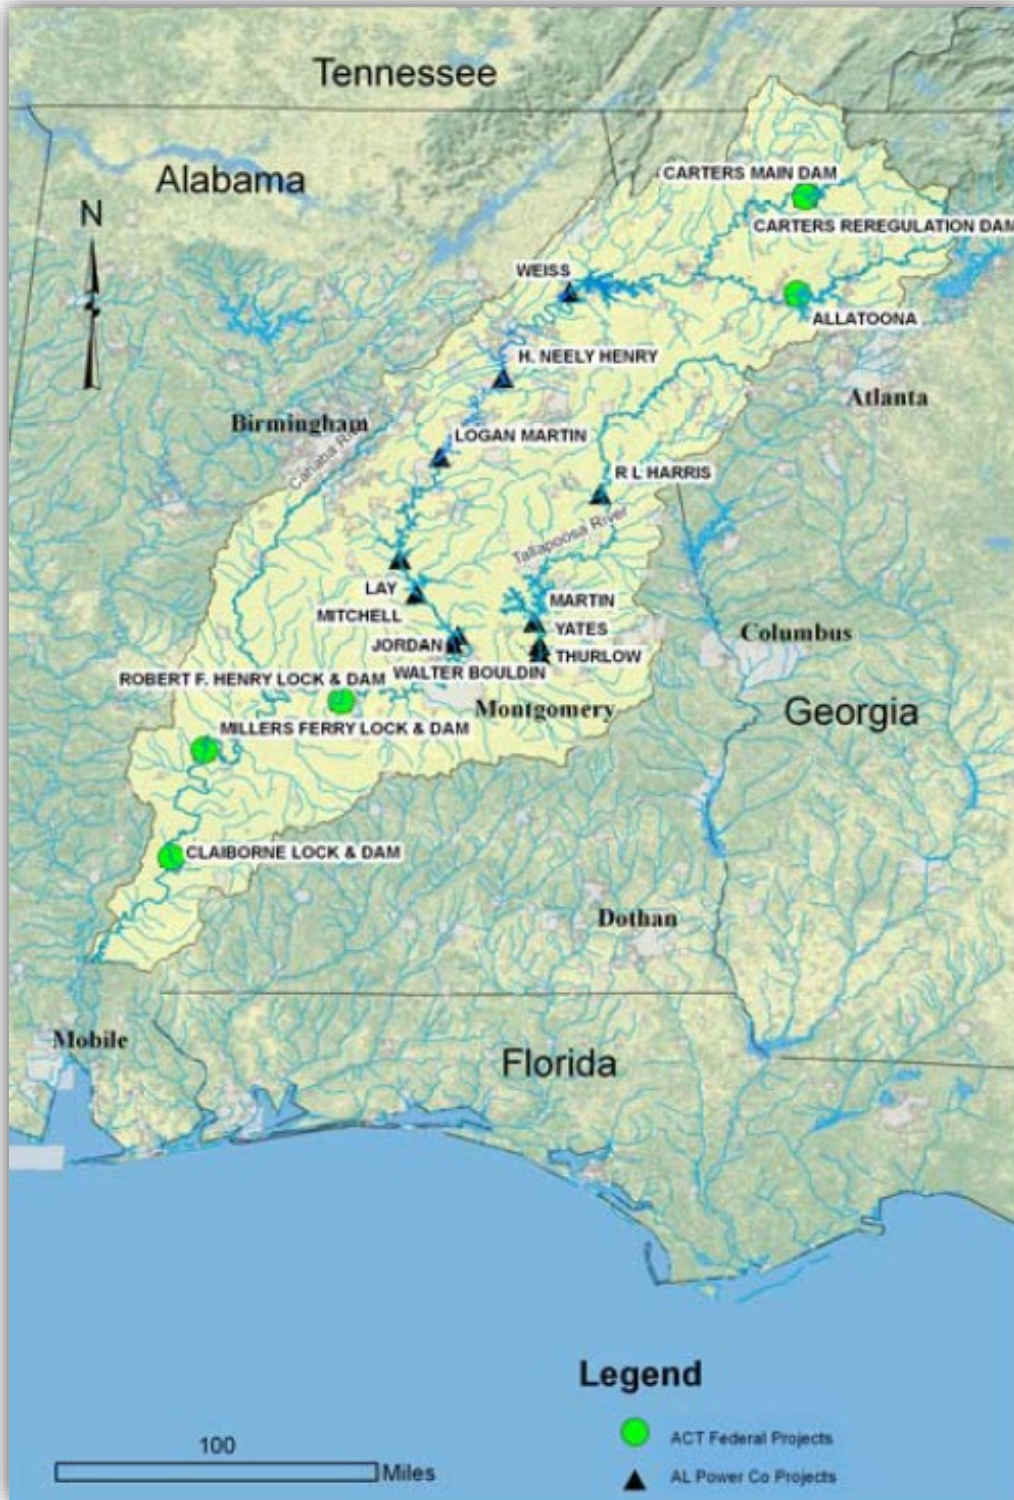 Tennessee
Alabama
N
CARTERS MAIN DAM
CARTERS REREGULATION DAM
WEISS
ALLATOONA
H. NEELY HENRY
Atlanta
Birmingham
LOGAN MARTIN
Cahaba
R L HARRIS
Tallapoosa River
LAY
MARTIN
MITCHELL
YATES
Columbus
JORDAN
THURLOW
WALTER BOULDIN
ROBERT F. HENRY LOCK & DAM
Montgomery
Georgia
MILLERS FERRY LOCK & DAM
CLAIBORNE LOCK & DAM
Dothan
Mobile
Florida
Legend
ACT Federal Projects
AL Power Co Projects
100
Miles